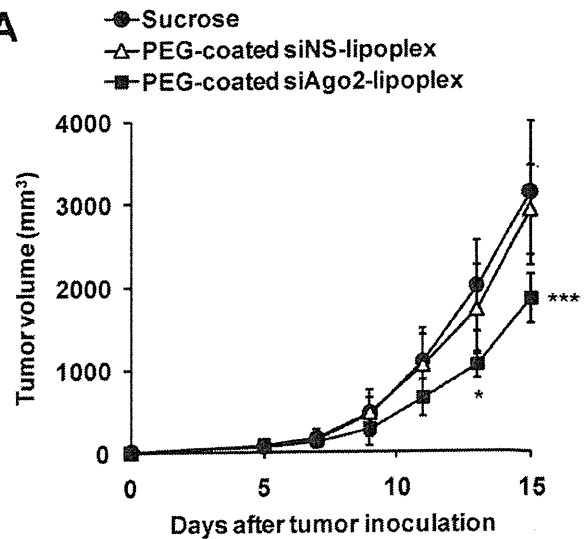 A
Sucrose
PEG-coated siNS-lipoplex
PEG-coated siAgo2-lipoplex
4000
3000
2000
1000
0
Tumor volume (mm³)
***
*
0 5 10 15
Days after tumor inoculation